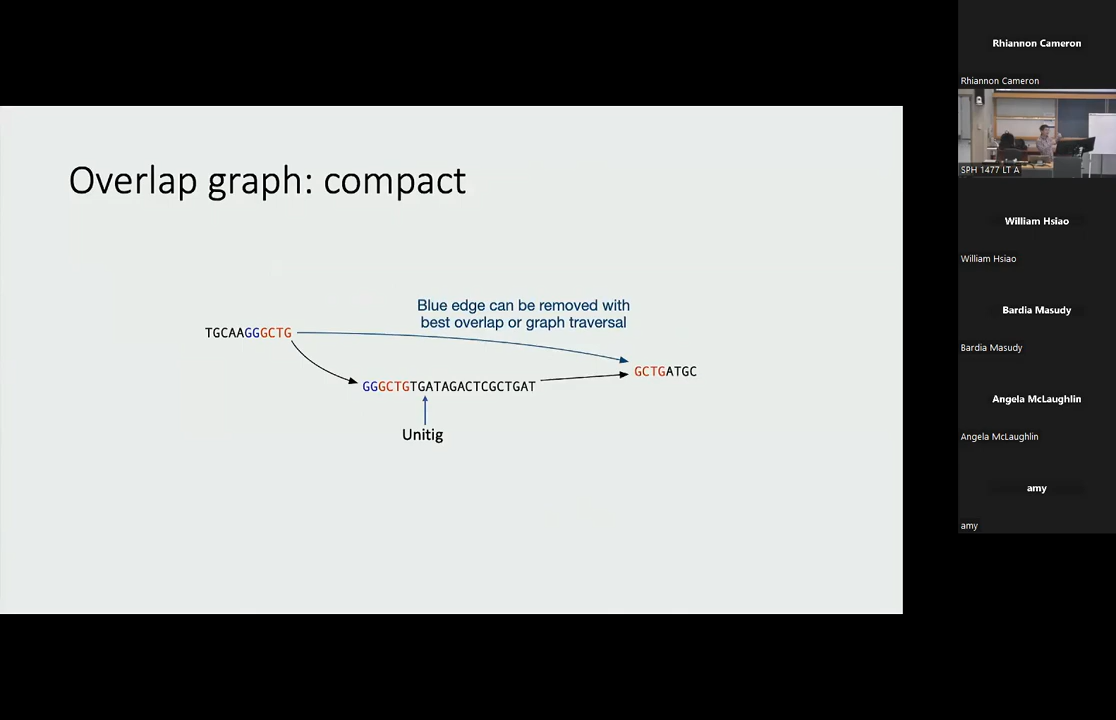 Overlap graph: compact
Blue edge can be removed with
best overlap or graph traversal
TGCAAGGGCTG
GCTGATGC
GGGCTGTGATAGACTCGCTGAT
Unitig
Rhiannon Cameron
Rhiannon Cameron
SPH 1477 LT A
William Hsiao
William Hsiao
Bardia Masudy
Bardia Masudy
Angela McLaughlin
Angela McLaughlin
amy
amy